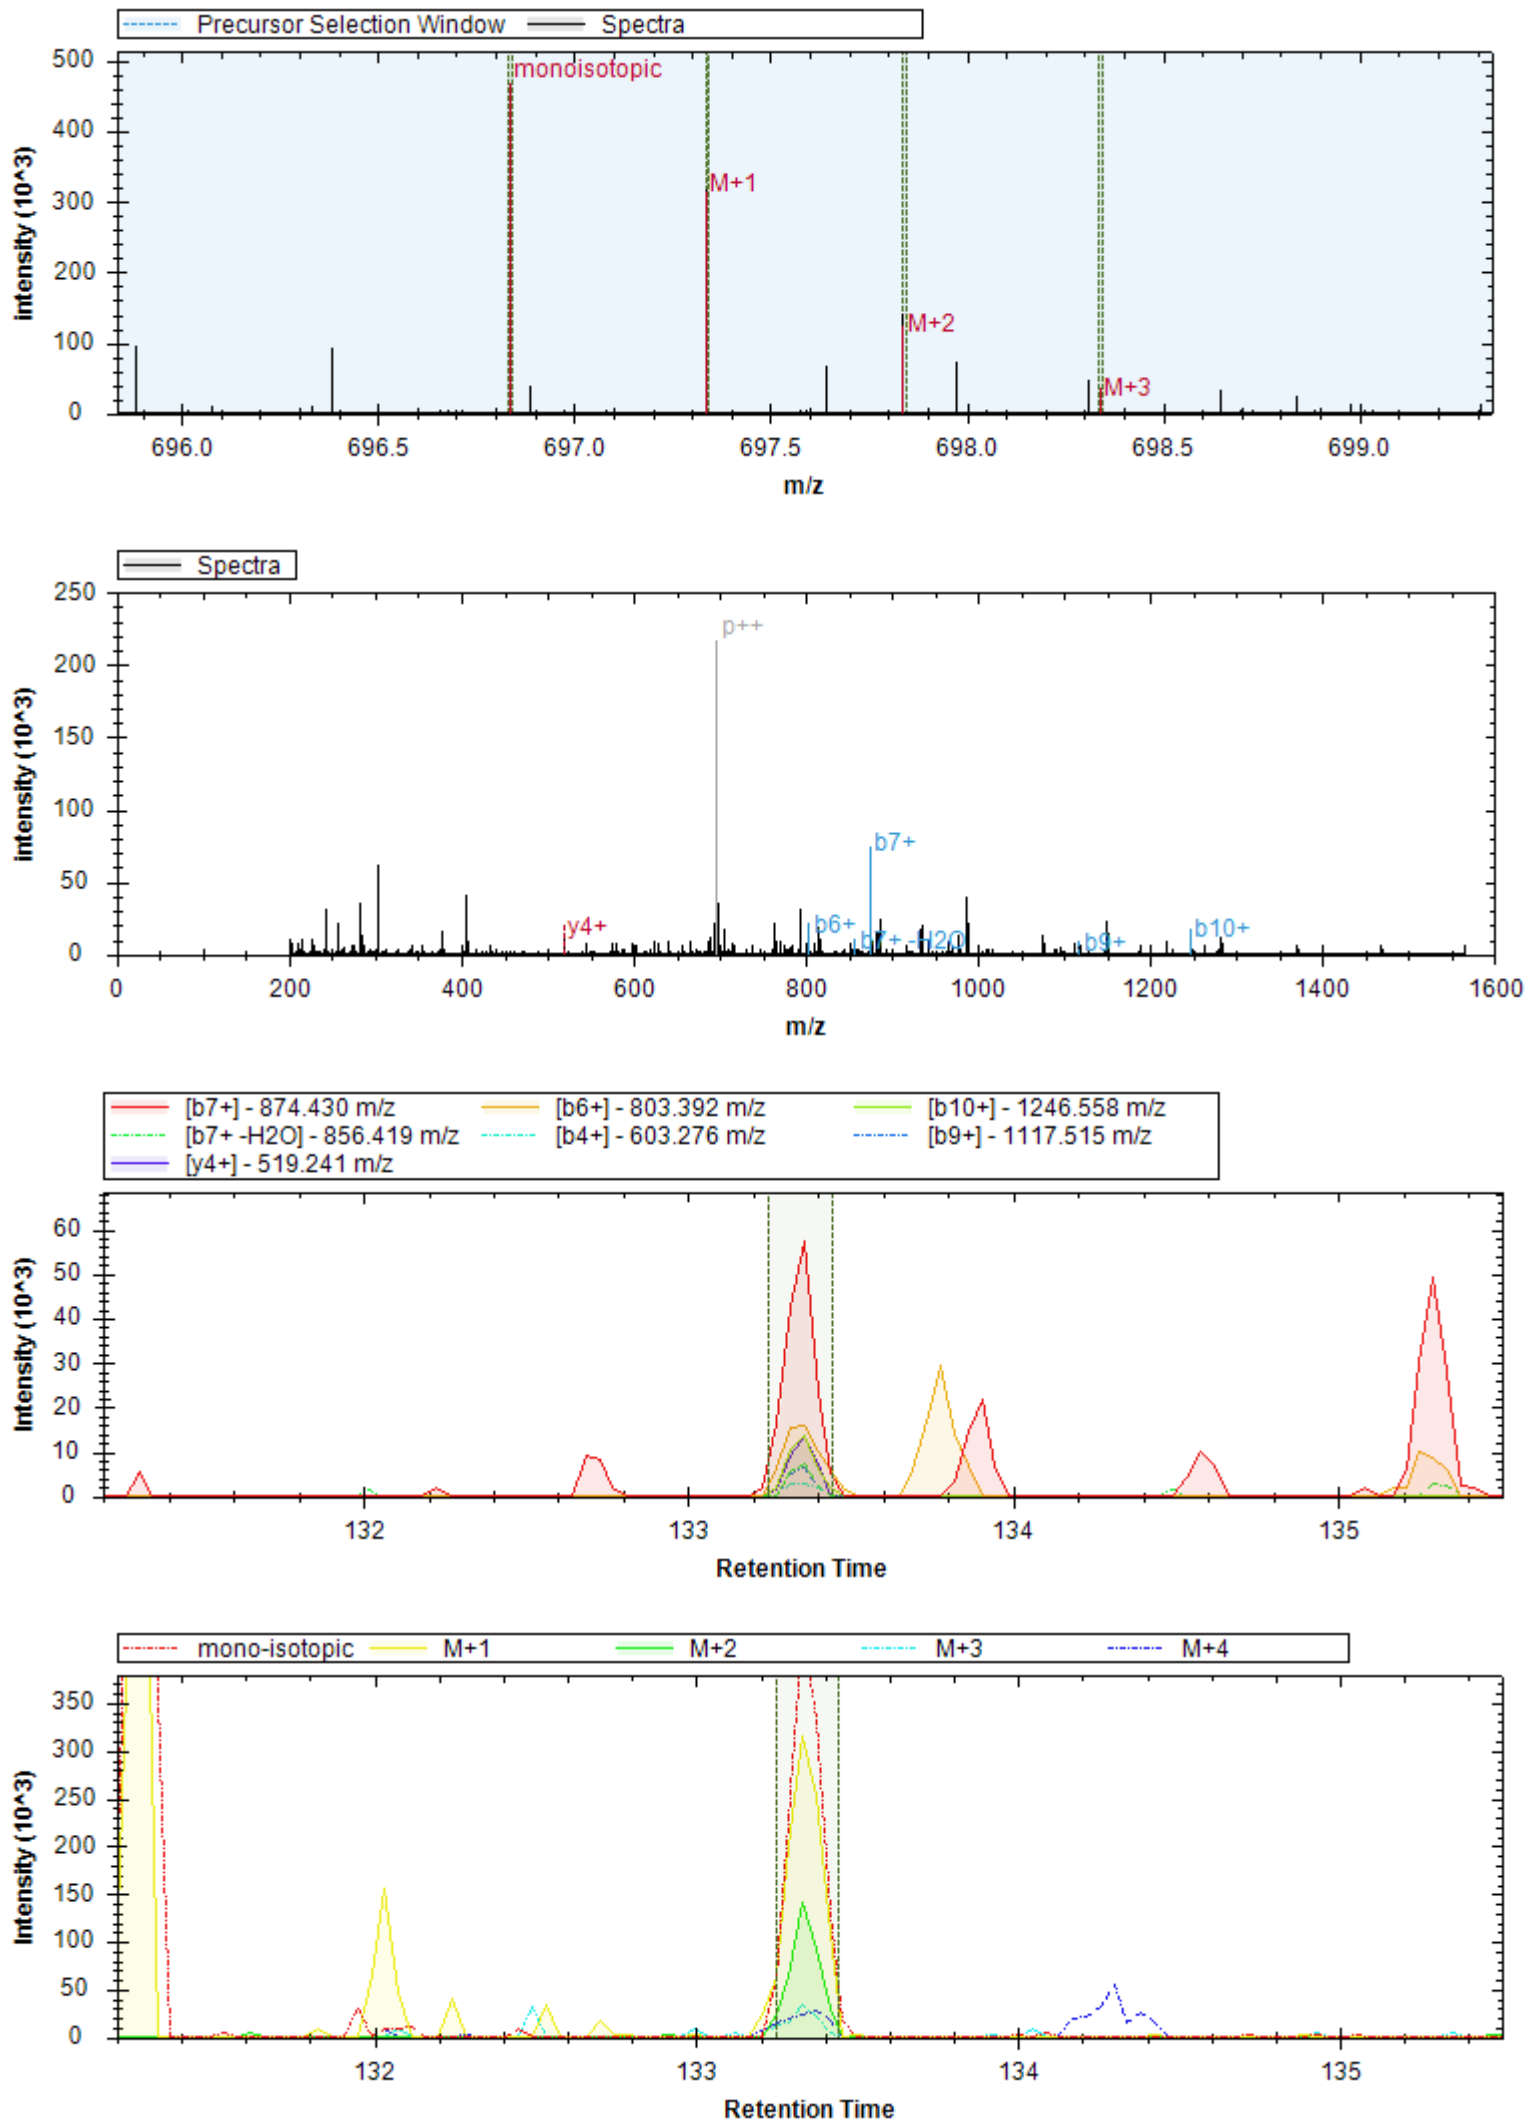 Precursor Selection Window Spectra
500
400
300
200
100
0
intensity (10^3)
monoisotopic
M+1
M+2
M+3
696.0 696.5 697.0 697.5 698.0 698.5 699.0
m/z
Spectra
250
200
150
100
50
0
intensity (10^3)
p++
b7+
y4+
b6+
b7+ -H2O
b9+
b10+
0 200 400 600 800 1000 1200 1400 1600
m/z
[b7+] - 874.430 m/z [b6+] - 803.392 m/z [b10+] - 1246.558 m/z
[b7+ -H2O] - 856.419 m/z [b4+] - 603.276 m/z [b9+] - 1117.515 m/z
[y4+] - 519.241 m/z
60
50
40
30
20
10
0
Intensity (10^3)
132 133 134 135
Retention Time
mono-isotopic M+1 M+2 M+3 M+4
350
300
250
200
150
100
50
0
Intensity (10^3)
132 133 134 135
Retention Time